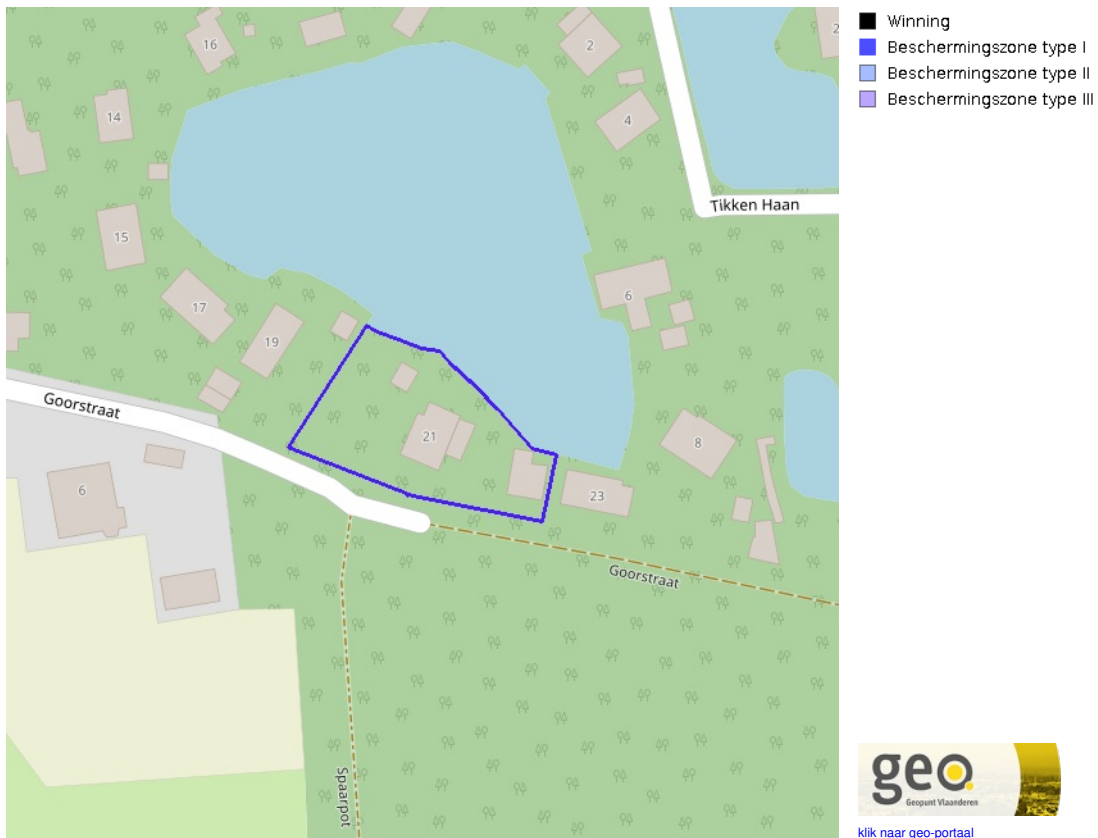 16
2
2
Winning
Beschermingszone type I
Beschermingszone type II
Beschermingszone type III
14
4
Tikken Haan
15
6
17
19
Goorstraat
21
8
6
23
Goorstraat
Spaarpot
geo.
Geopunt Vlaanderen
klik naar geo-portaal